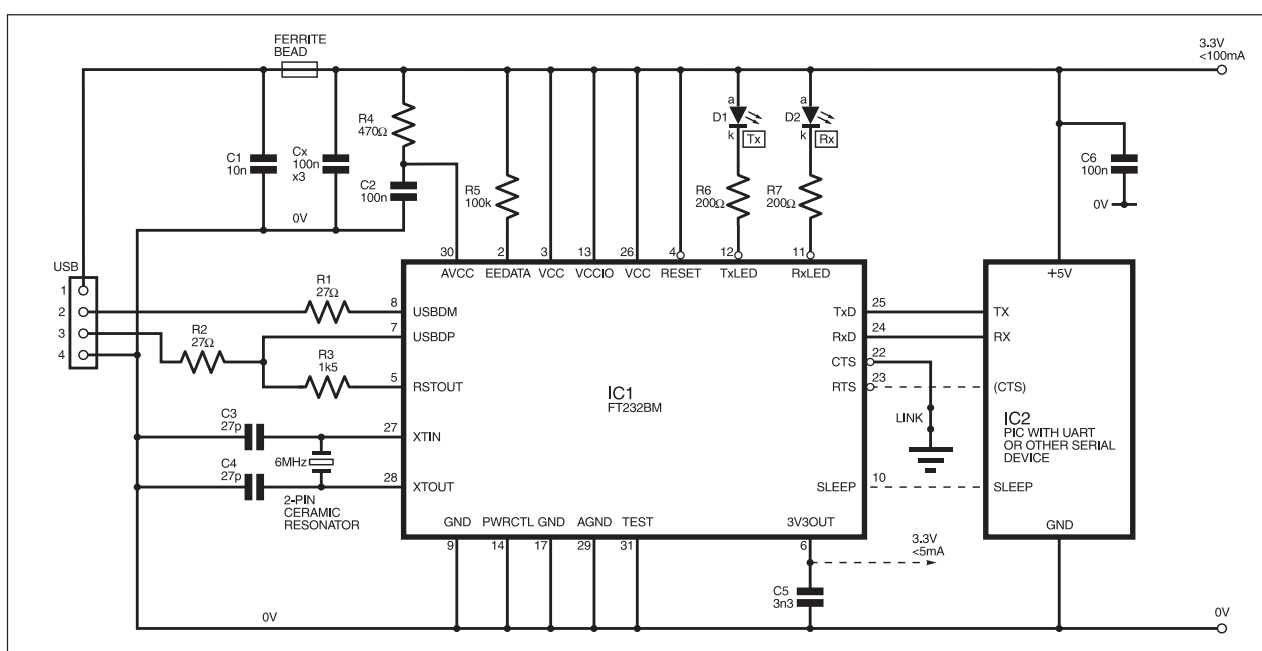 FERRITE
BEAD
3.3V
<100mA
R4
470Ω
C1
10n
Cx
100n
x3
C2
100n
0V
R5
100k
a
D1
k
Tx
R6
200Ω
a
D2
k
Rx
R7
200Ω
C6
100n
0V
USB
1
2
3
4
R1
27Ω
R2
27Ω
R3
1k5
C3
27p
C4
27p
6MHz
2-PIN
CERAMIC
RESONATOR
30
2
3
13
26
4
12
11
AVCC
EEDATA
VCC
VCCIO
VCC
RESET
TxLED
RxLED
8
USBDM
7
USBDP
5
RSTOUT
27
XTIN
28
XTOUT
IC1
FT232BM
TxD
25
RxD
24
CTS
22
RTS
23
SLEEP
10
LINK
GND
PWRCTL
GND
AGND
TEST
3V3OUT
9
14
17
29
31
6
3.3V
<5mA
C5
3n3
+5V
TX
RX
(CTS)
IC2
PIC WITH UART
OR OTHER SERIAL
DEVICE
SLEEP
GND
0V
0V